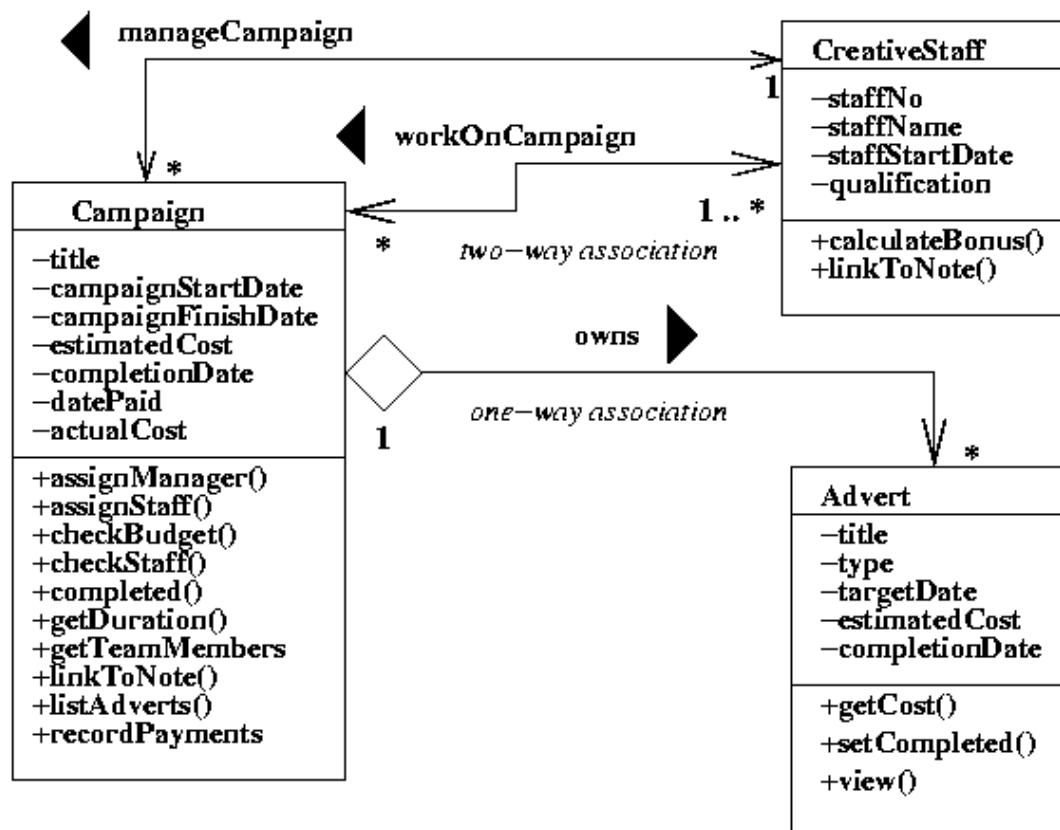 manageCampaign
CreativeStaff
1
–staffNo
–staffName
–staffStartDate
–qualification
+calculateBonus()
+linkToNote()
workOnCampaign
*
1 .. *
*
two–way association
Campaign
–title
–campaignStartDate
–campaignFinishDate
–estimatedCost
–completionDate
–datePaid
–actualCost
+assignManager()
+assignStaff()
+checkBudget()
+checkStaff()
+completed()
+getDuration()
+getTeamMembers
+linkToNote()
+listAdverts()
+recordPayments
owns
one–way association
1
*
Advert
–title
–type
–targetDate
–estimatedCost
–completionDate
+getCost()
+setCompleted()
+view()